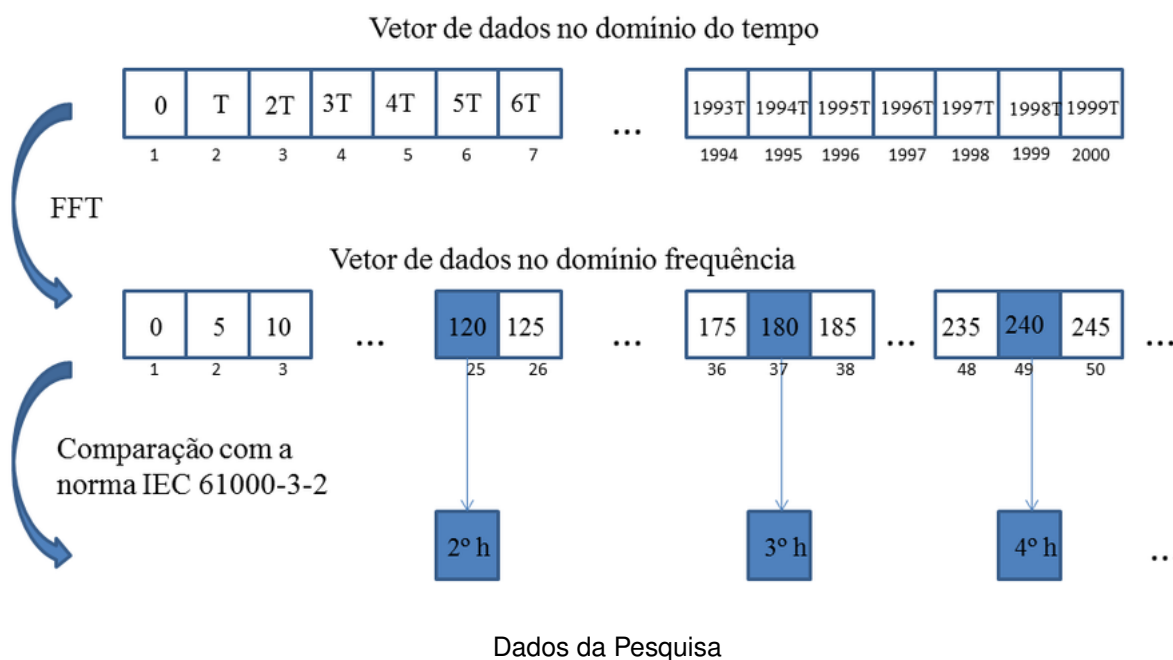 Vetor de dados no domínio do tempo
0 T 2T 3T 4T 5T 6T ... 1993T 1994T 1995T 1996T 1997T 1998T 1999T
1 2 3 4 5 6 7 1994 1995 1996 1997 1998 1999 2000
FFT
Vetor de dados no domínio frequência
0 5 10 ... 120 125 ... 175 180 185 ... 235 240 245 ...
1 2 3 25 26 36 37 38 48 49 50
Comparação com a
norma IEC 61000-3-2
2º h 3º h 4º h ...
Dados da Pesquisa